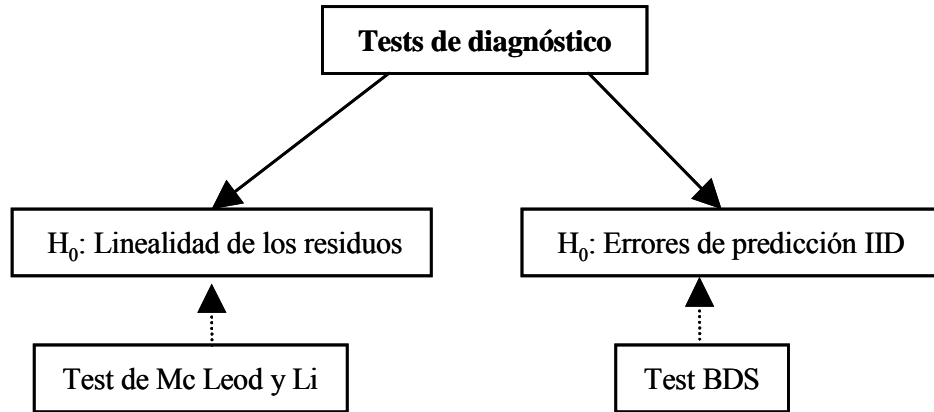 Tests de diagnóstico
H₀: Linealidad de los residuos
H₀: Errores de predicción IID
Test de Mc Leod y Li
Test BDS